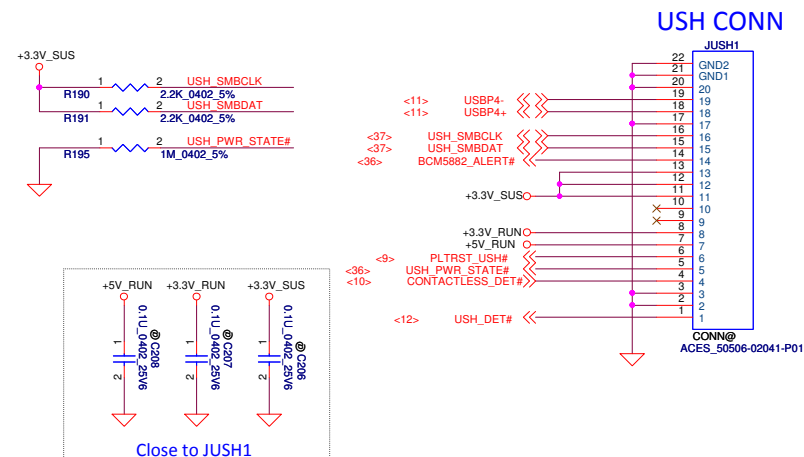 USH CONN
JUSH1
+3.3V_SUS
R190 1 2 USH_SMBCLK
2.2K_0402_5%
R191 1 2 USH_SMBDAT
2.2K_0402_5%
R195 1 2 USH_PWR_STATE#
1M_0402_5%
22 GND2
21 GND1
20 20
<11> USBP4- 19 19
<11> USBP4+ 18 18
17 17
<37> USH_SMBCLK 16 16
<37> USH_SMBDAT 15 15
<36> BCM5882_ALERT# 14 14
13 13
12 12
+3.3V_SUS 11 11
10 10
9 9
+3.3V_RUN 8 8
+5V_RUN 7 7
<9> PLTRST_USH# 6 6
<36> USH_PWR_STATE# 5 5
<10> CONTACTLESS_DET# 4 4
3 3
2 2
<12> USH_DET# 1 1
CONN@
ACES_50506-02041-P01
+5V_RUN +3.3V_RUN +3.3V_SUS
1 2 @ C208 0.1U_0402_25V6
1 2 @ C207 0.1U_0402_25V6
1 2 @ C206 0.1U_0402_25V6
Close to JUSH1